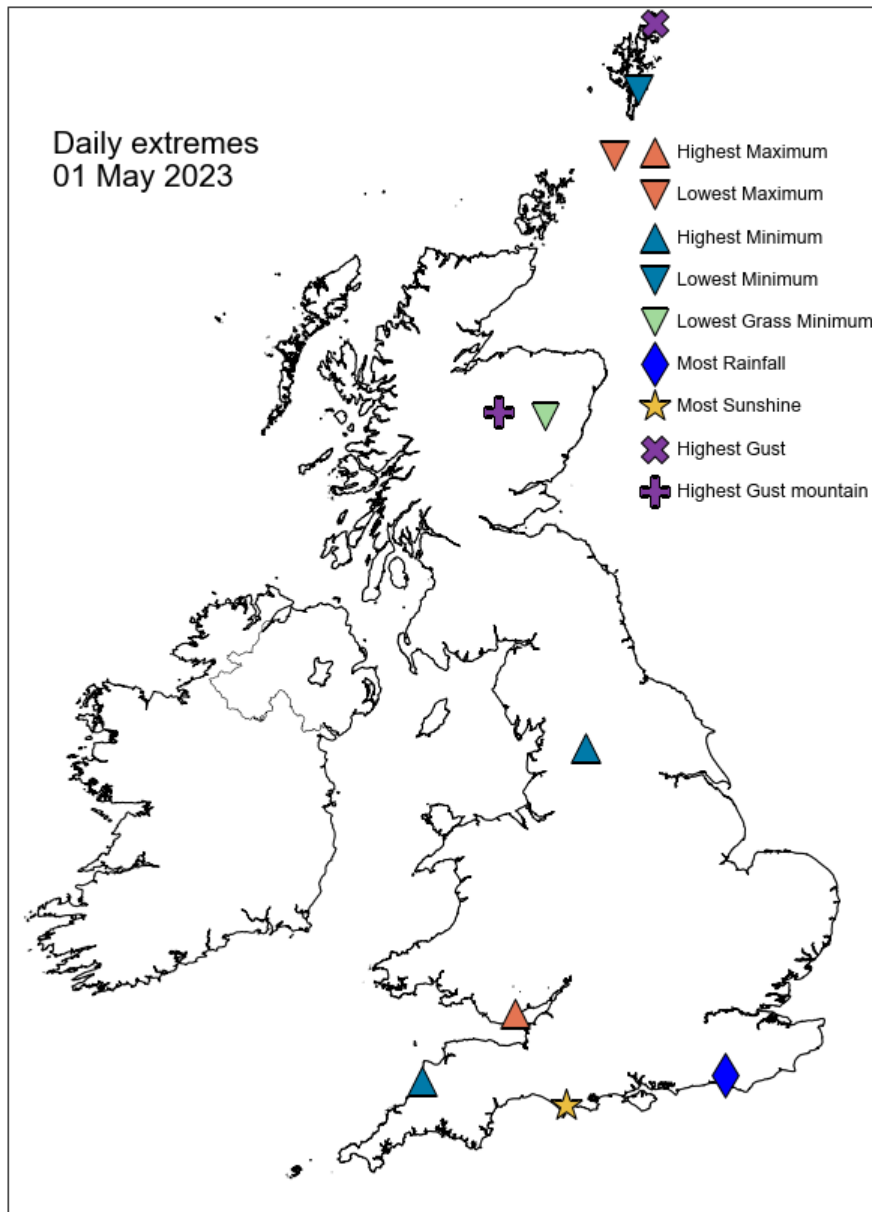 Daily extremes
01 May 2023
Highest Maximum
Lowest Maximum
Highest Minimum
Lowest Minimum
Lowest Grass Minimum
Most Rainfall
Most Sunshine
Highest Gust
Highest Gust mountain